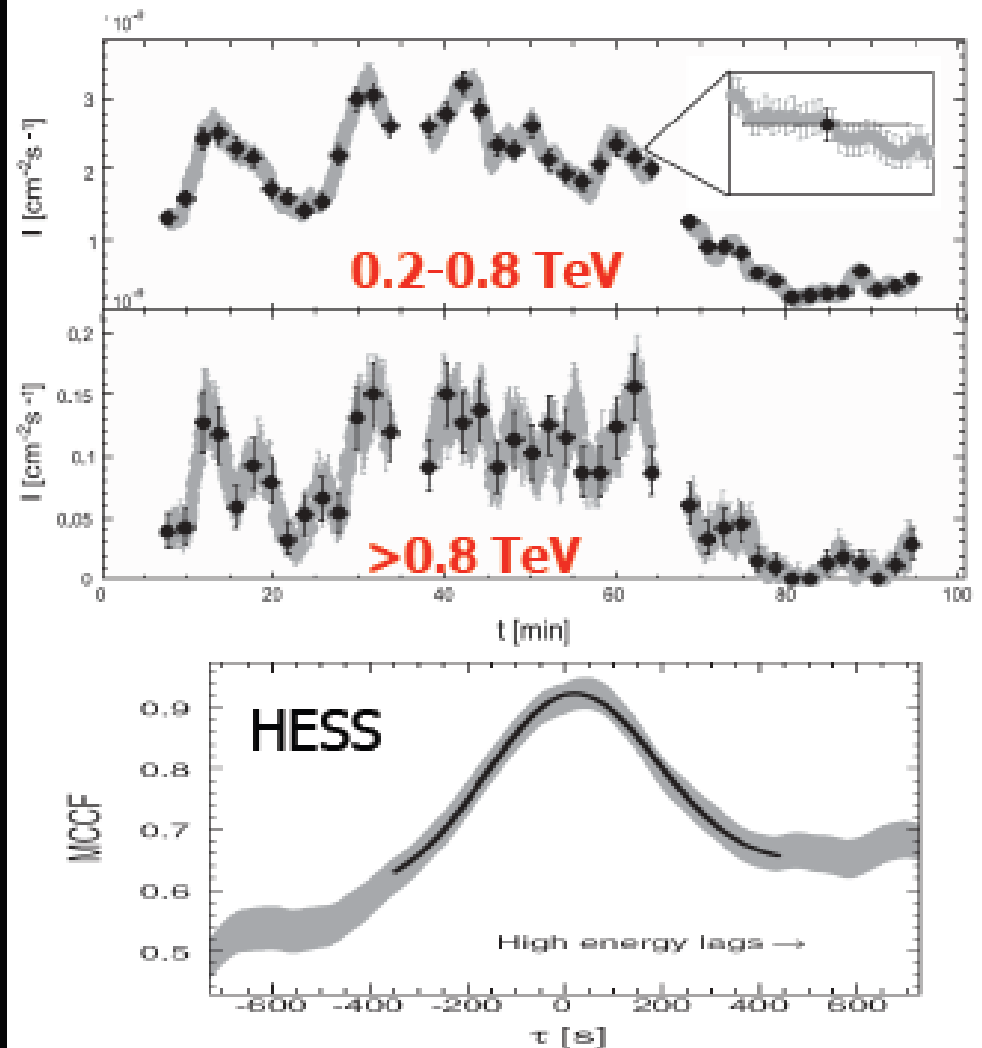 10⁻⁹
3
2
1
I [cm⁻²s⁻¹]
0.2-0.8 TeV
10⁻⁹
0.2
0.15
0.1
0.05
0
I [cm⁻²s⁻¹]
>0.8 TeV
0 20 40 60 80 100
t [min]
HESS
0.9
0.8
0.7
0.6
0.5
MCCF
High energy lags →
-600 -400 -200 0 200 400 600
τ [s]